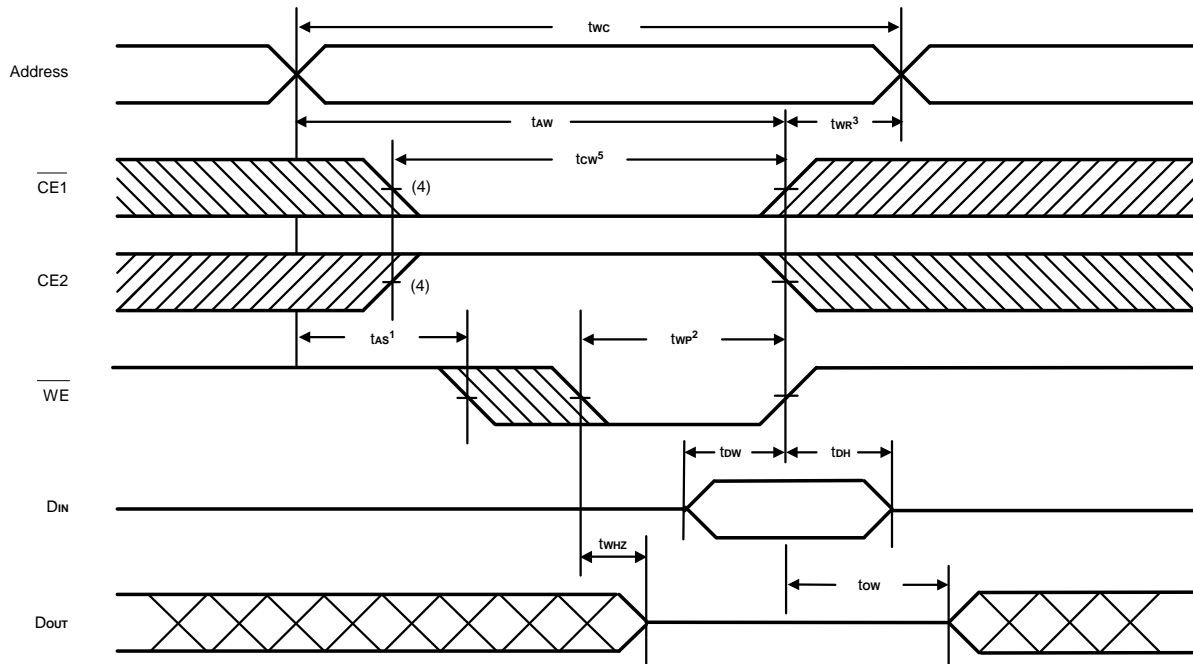 tWC
Address
tAW
tWR3
tCW5
CE1
(4)
CE2
(4)
tAS1
tWP2
WE
tDW
tDH
DIN
tWHZ
tOW
DOUT